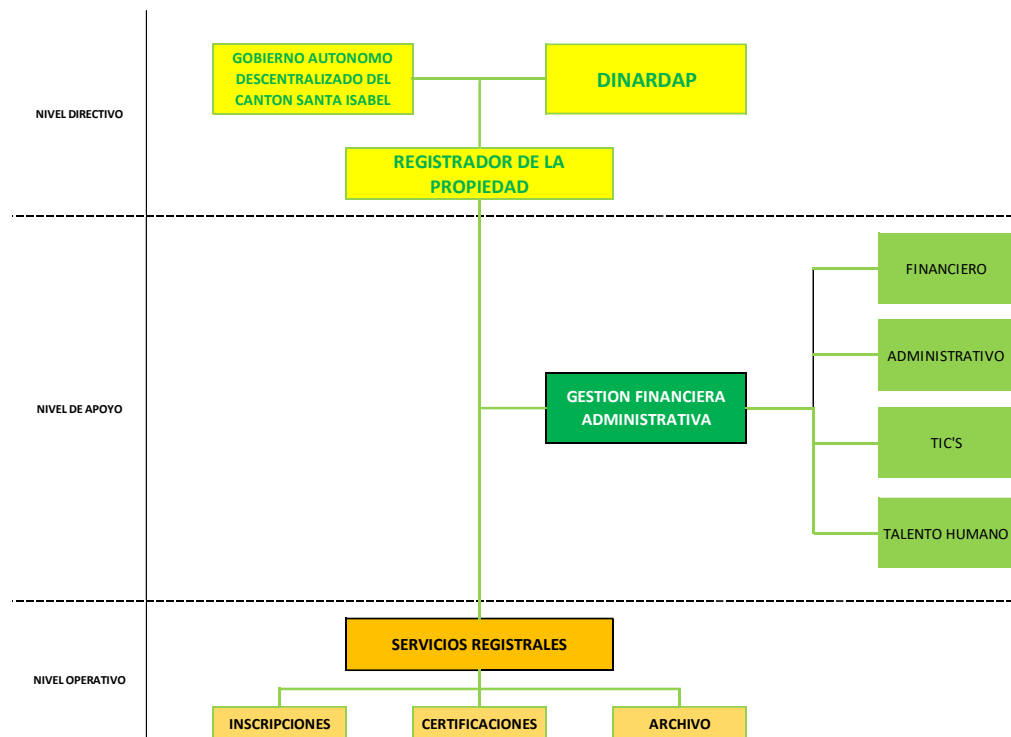 GOBIERNO AUTONOMO
DESCENTRALIZADO DEL
CANTON SANTA ISABEL
DINARDAP
NIVEL DIRECTIVO
REGISTRADOR DE LA
PROPIEDAD
FINANCIERO
ADMINISTRATIVO
NIVEL DE APOYO
GESTION FINANCIERA
ADMINISTRATIVA
TIC'S
TALENTO HUMANO
SERVICIOS REGISTRALES
NIVEL OPERATIVO
INSCRIPCIONES
CERTIFICACIONES
ARCHIVO